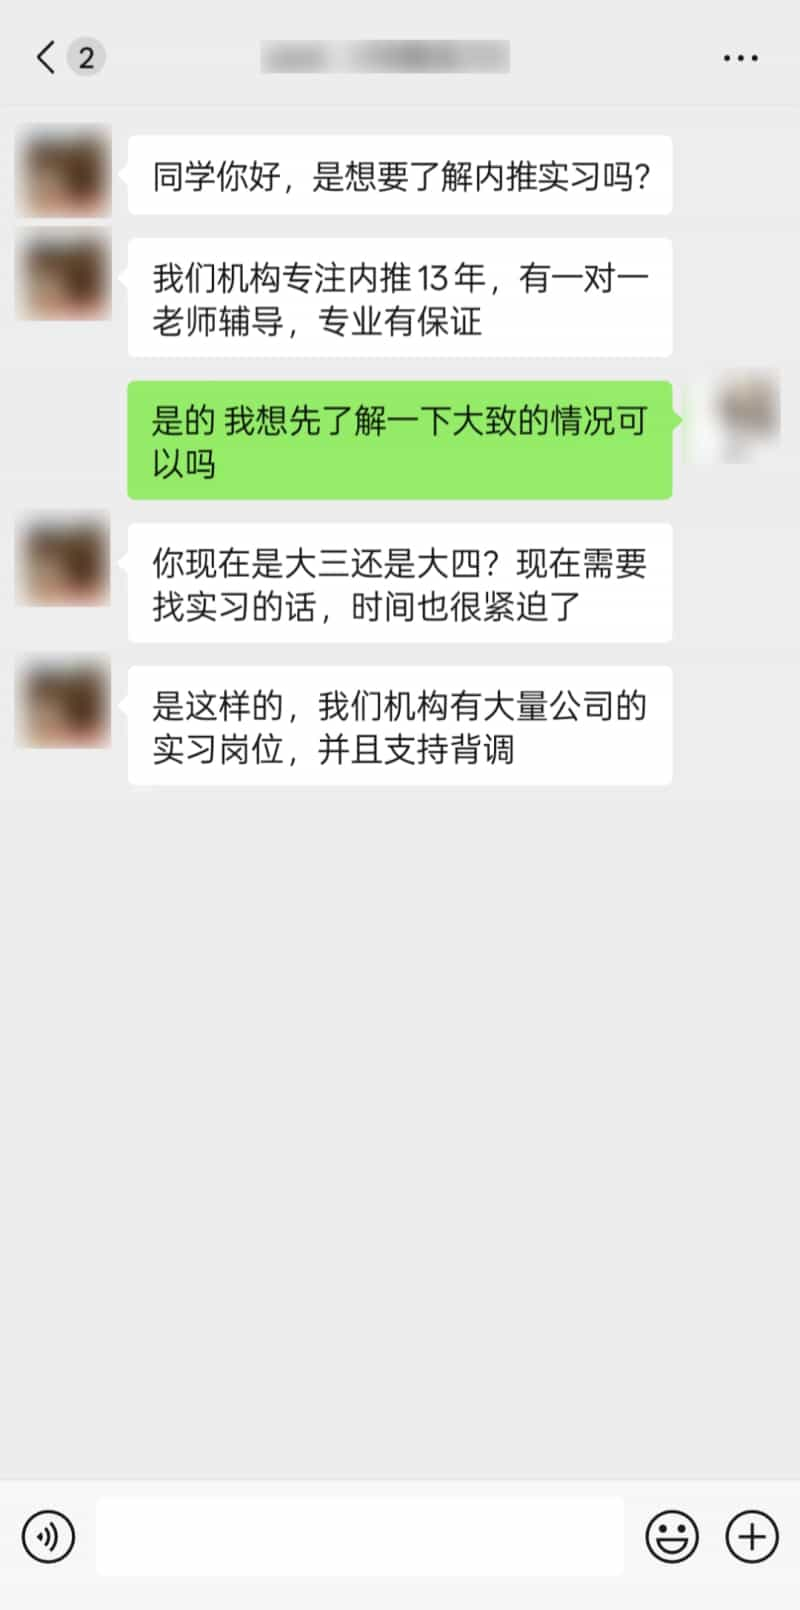 2
同学你好，是想要了解内推实习吗？
我们机构专注内推13年，有一对一
老师辅导，专业有保证
是的 我想先了解一下大致的情况可
以吗
你现在是大三还是大四？现在需要
找实习的话，时间也很紧迫了
是这样的，我们机构有大量公司的
实习岗位，并且支持背调